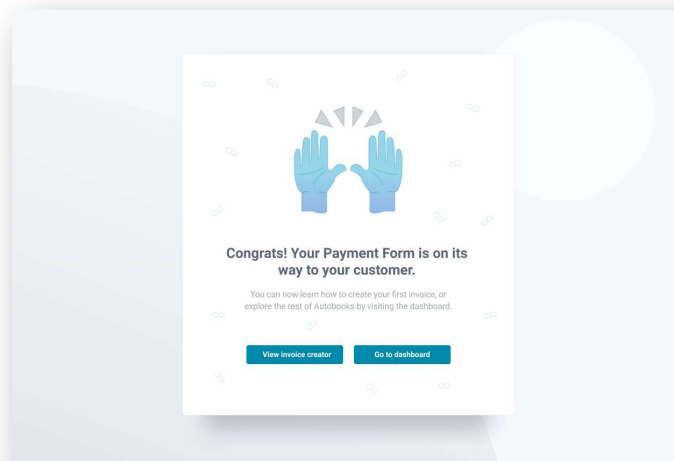 Congrats! Your Payment Form is on its
way to your customer.
You can now learn how to create your first invoice, or
explore the rest of Autobooks by visiting the dashboard.
View invoice creator
Go to dashboard